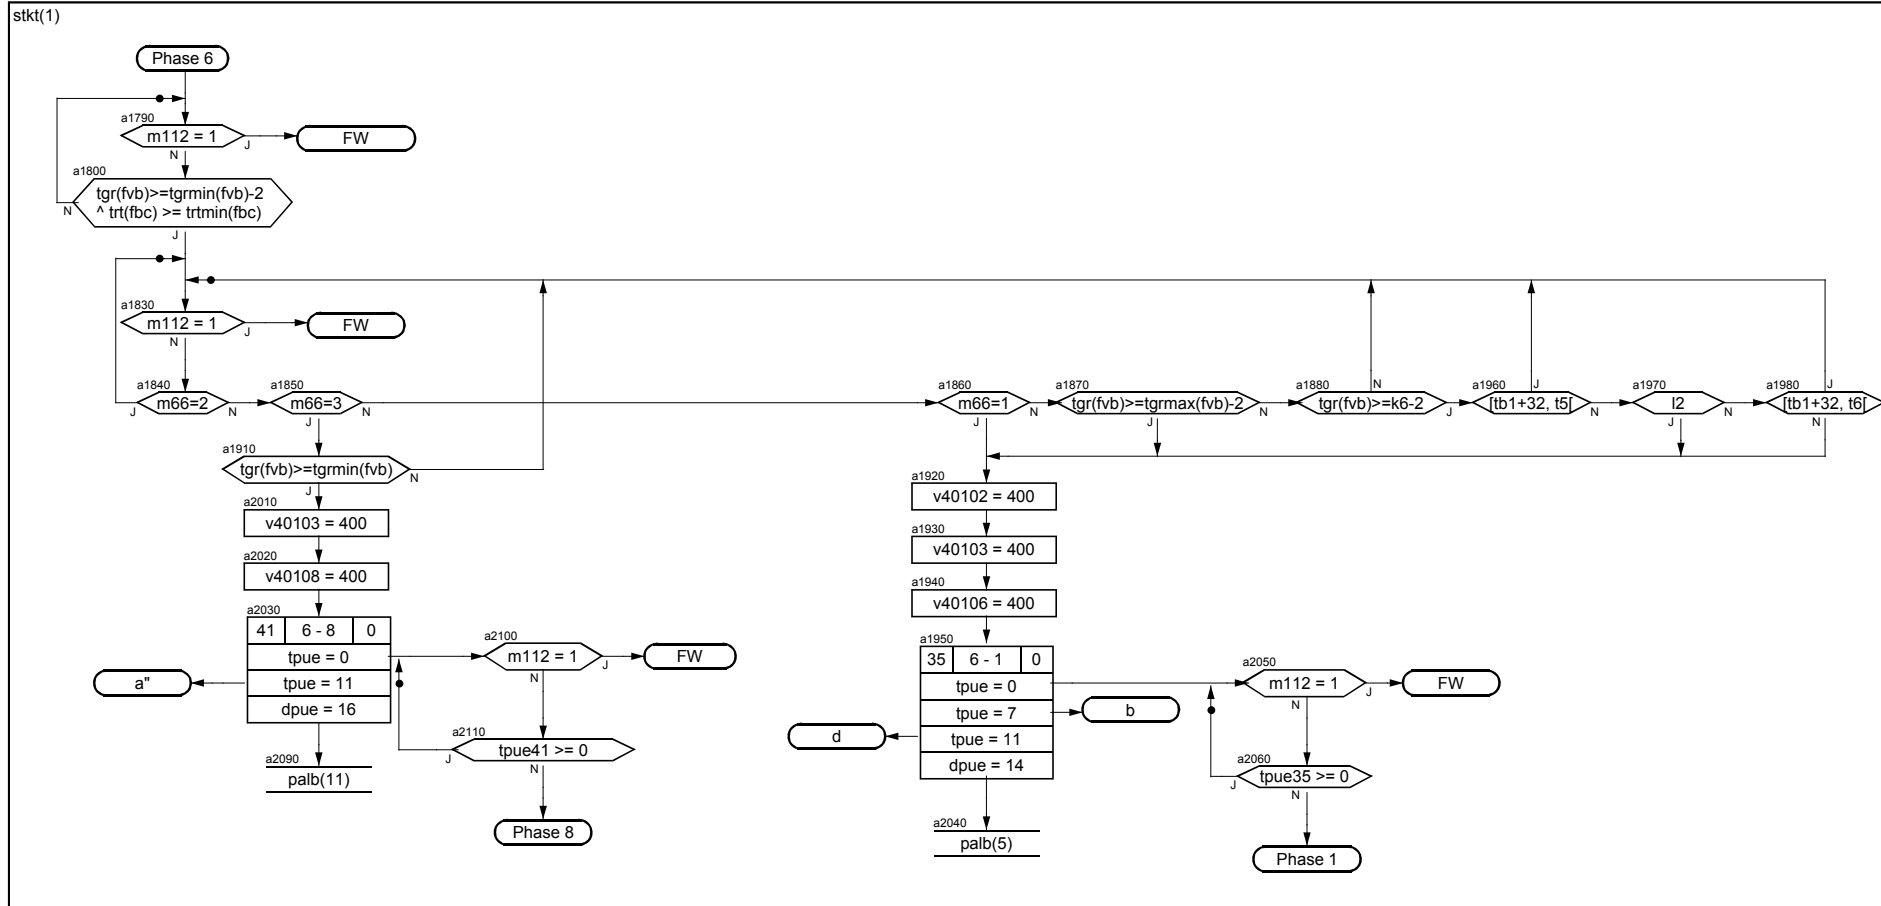 stkt(1)
Phase 6
a1790
m112 = 1
J
FW
N
a1800
tgr(fvb)>=tgrmin(fvb)-2
^ trt(fbc) >= trtmin(fbc)
N
J
a1830
m112 = 1
J
FW
N
a1840
m66=2
J
N
a1850
m66=3
N
J
a1860
m66=1
N
J
a1870
tgr(fvb)>=tgrmax(fvb)-2
N
J
a1880
tgr(fvb)>=k6-2
N
J
a1960
[tb1+32, t5[
J
N
a1970
l2
N
J
a1980
[tb1+32, t6[
J
N
a1910
tgr(fvb)>=tgrmin(fvb)
N
J
a2010
v40103 = 400
a2020
v40108 = 400
a2030
41 6 - 8 0
tpue = 0
tpue = 11
dpue = 16
a"
a2090
palb(11)
a2100
m112 = 1
J
FW
N
a2110
tpue41 >= 0
J
N
Phase 8
a1920
v40102 = 400
a1930
v40103 = 400
a1940
v40106 = 400
a1950
35 6 - 1 0
tpue = 0
tpue = 7
tpue = 11
dpue = 14
b
d
a2040
palb(5)
a2050
m112 = 1
J
FW
N
a2060
tpue35 >= 0
J
N
Phase 1